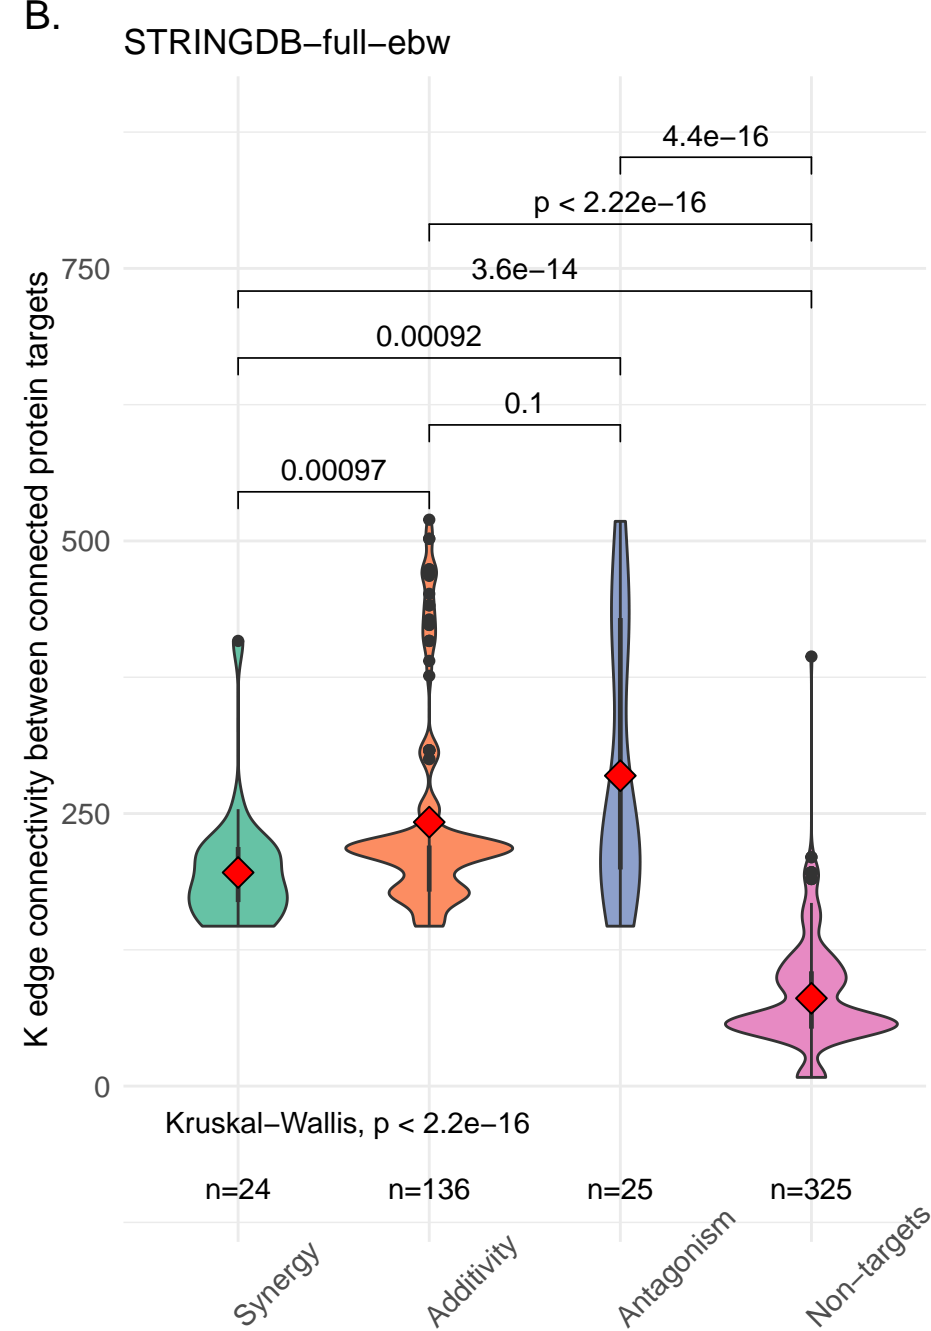 B.
STRINGDB−full−ebw
4.4e−16
p < 2.22e−16
3.6e−14
0.00092
0.1
0.00097
K edge connectivity between connected protein targets
750
500
250
0
Kruskal−Wallis, p < 2.2e−16
n=24 n=136 n=25 n=325
Synergy Additivity Antagonism Non−targets